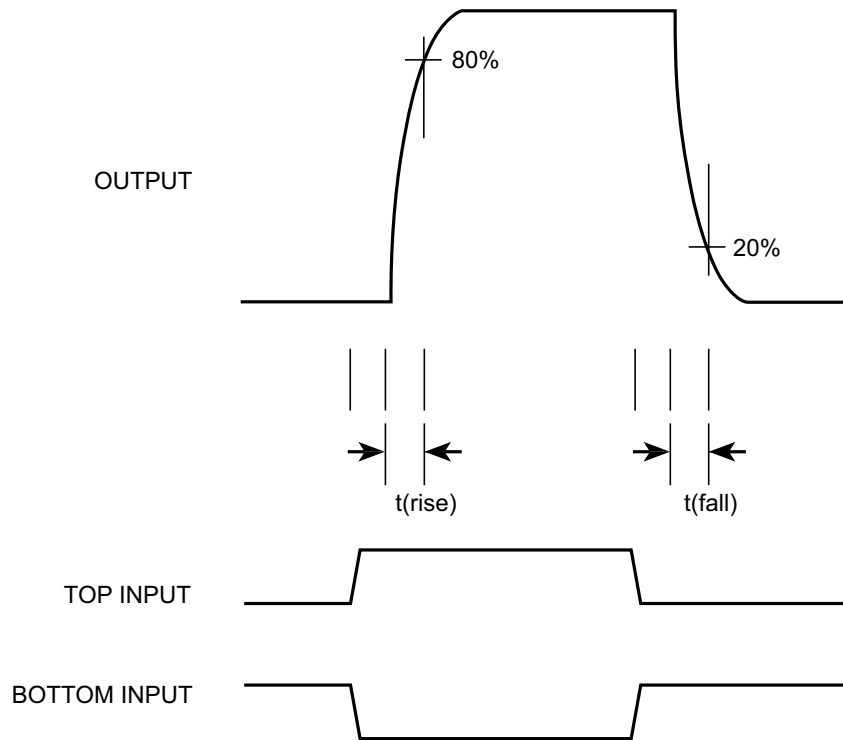 80%
OUTPUT
20%
t(rise)
t(fall)
TOP INPUT
BOTTOM INPUT